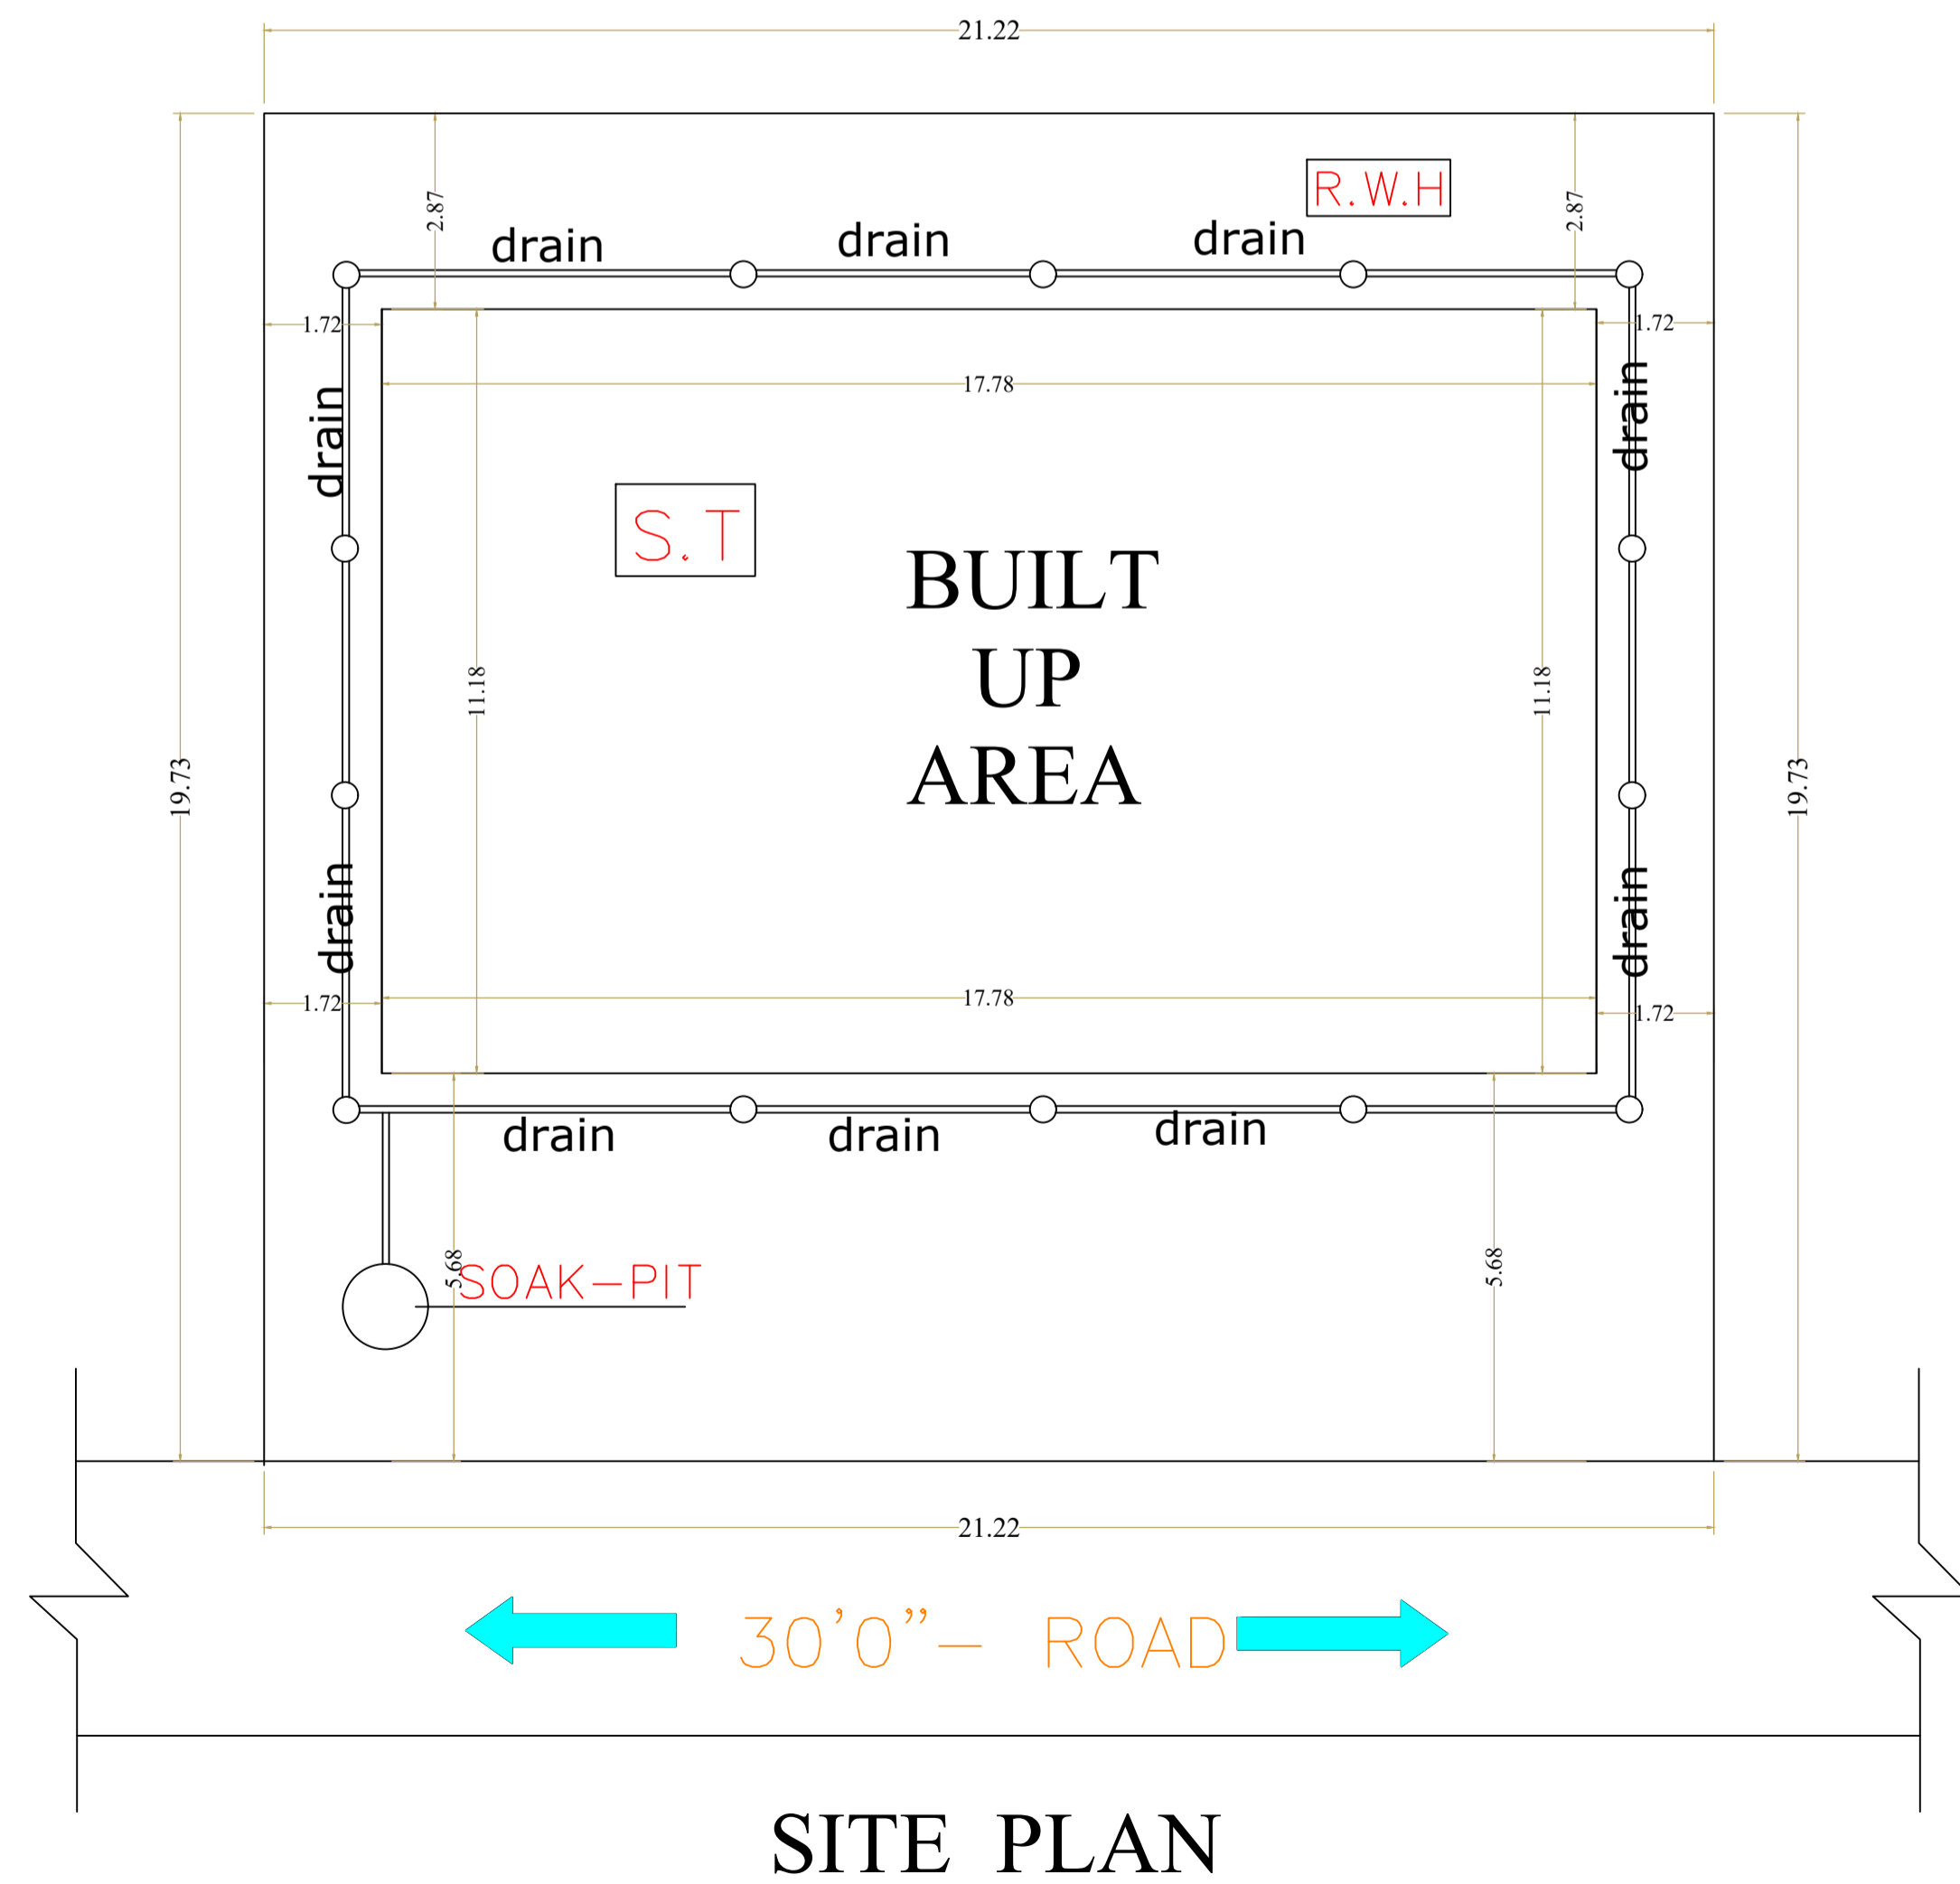 21.22
2.87
2.87
R.W.H
drain
drain
drain
1.72
1.72
17.78
drain
drain
S.T
BUILT
UP
AREA
11.18
11.18
19.73
19.73
drain
drain
1.72
17.78
1.72
drain
drain
drain
5.68
SOAK-PIT
5.68
21.22
30'0"- ROAD
SITE PLAN